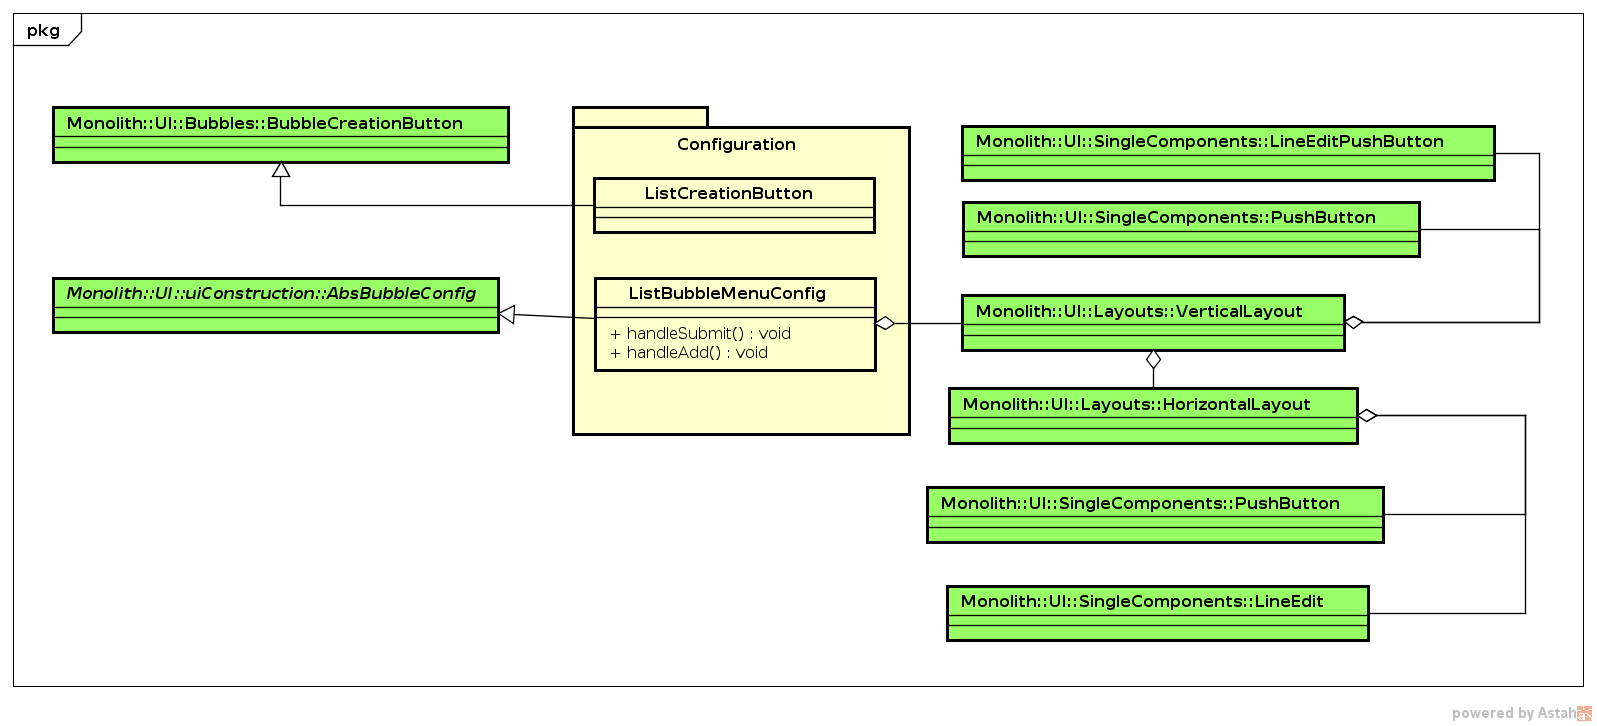 pkg
Monolith::UI::Bubbles::BubbleCreationButton
Monolith::UI::uiConstruction::AbsBubbleConfig
Configuration
ListCreationButton
ListBubbleMenuConfig
+ handleSubmit() : void
+ handleAdd() : void
Monolith::UI::SingleComponents::LineEditPushButton
Monolith::UI::SingleComponents::PushButton
Monolith::UI::Layouts::VerticalLayout
Monolith::UI::Layouts::HorizontalLayout
Monolith::UI::SingleComponents::PushButton
Monolith::UI::SingleComponents::LineEdit
powered by Astah